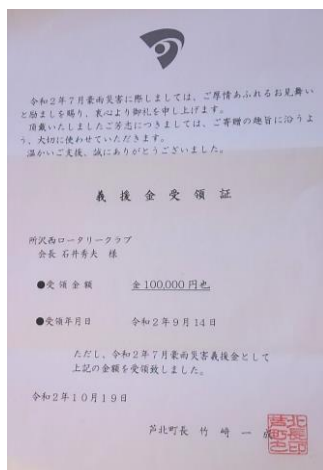 令和2年7月豪雨災害に際しましては、ご厚情あふれるお見舞い
と励ましを賜り、衷心より御礼を申し上げます。
頂戴いたしましたご芳志につきましては、ご寄贈の趣旨に沿うよ
う、大切に使わせていただきます。
温かいご支援、誠にありがとうございました。
義援金受領証
所沢西ロータリークラブ
会長 石井秀夫 様
●受領金額 金100,000円也
●受領年月日 令和2年9月14日
ただし、令和2年7月豪雨災害義援金として
上記の金額を受領致しました。
令和2年10月19日
芦北町長 竹﨑一成